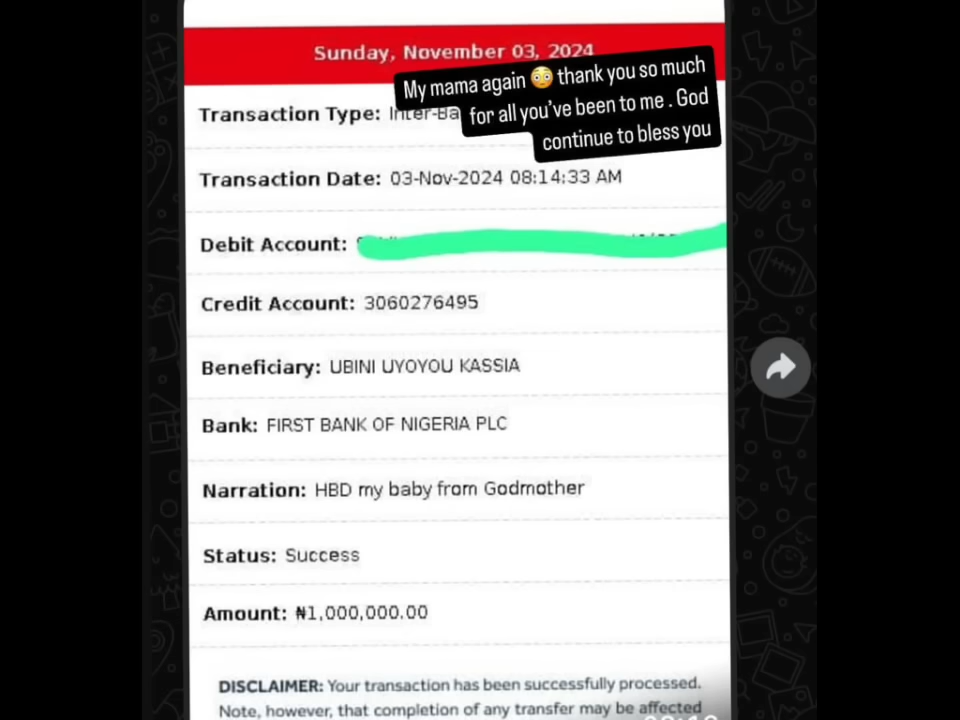 Sunday, November 03, 2024
My mama again 😳 thank you so much
for all you've been to me . God
continue to bless you
Transaction Type: Inter-Ba
Transaction Date: 03-Nov-2024 08:14:33 AM
Debit Account:
Credit Account: 3060276495
Beneficiary: UBINI UYOYOU KASSIA
Bank: FIRST BANK OF NIGERIA PLC
Narration: HBD my baby from Godmother
Status: Success
Amount: ₦1,000,000.00
DISCLAIMER: Your transaction has been successfully processed.
Note, however, that completion of any transfer may be affected